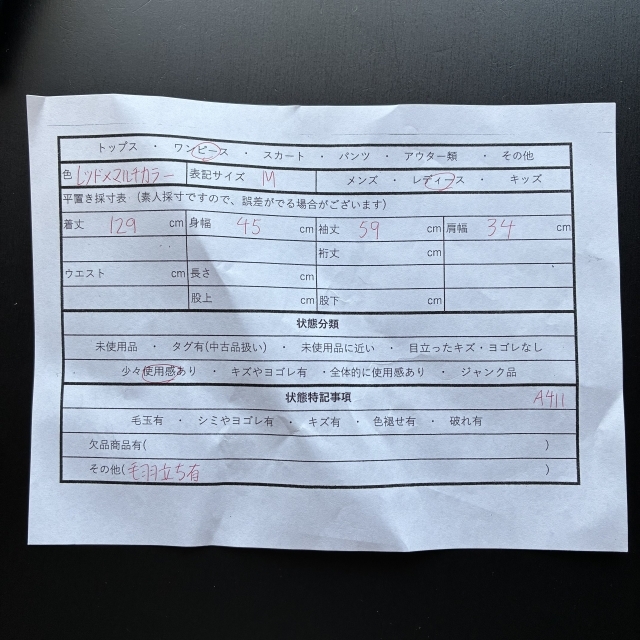 トップス ・ ワンピース ・ スカート ・ パンツ ・ アウター類 ・ その他
色 レッド×マルチカラー 表記サイズ M メンズ ・ レディース ・ キッズ
平置き採寸表 (素人採寸ですので、誤差がでる場合がございます)
着丈 129 cm 身幅 45 cm 袖丈 59 cm 肩幅 34 cm
裄丈 cm
ウエスト cm 長さ cm
股上 cm 股下 cm
状態分類
未使用品 ・ タグ有(中古品扱い) ・ 未使用品に近い ・ 目立ったキズ・ヨゴレなし
少々使用感あり ・ キズやヨゴレ有 ・全体的に使用感あり ・ ジャンク品
状態特記事項 A411
毛玉有 ・ シミやヨゴレ有 ・ キズ有 ・ 色褪せ有 ・ 破れ有
欠品商品有( )
その他(毛羽立ち有 )